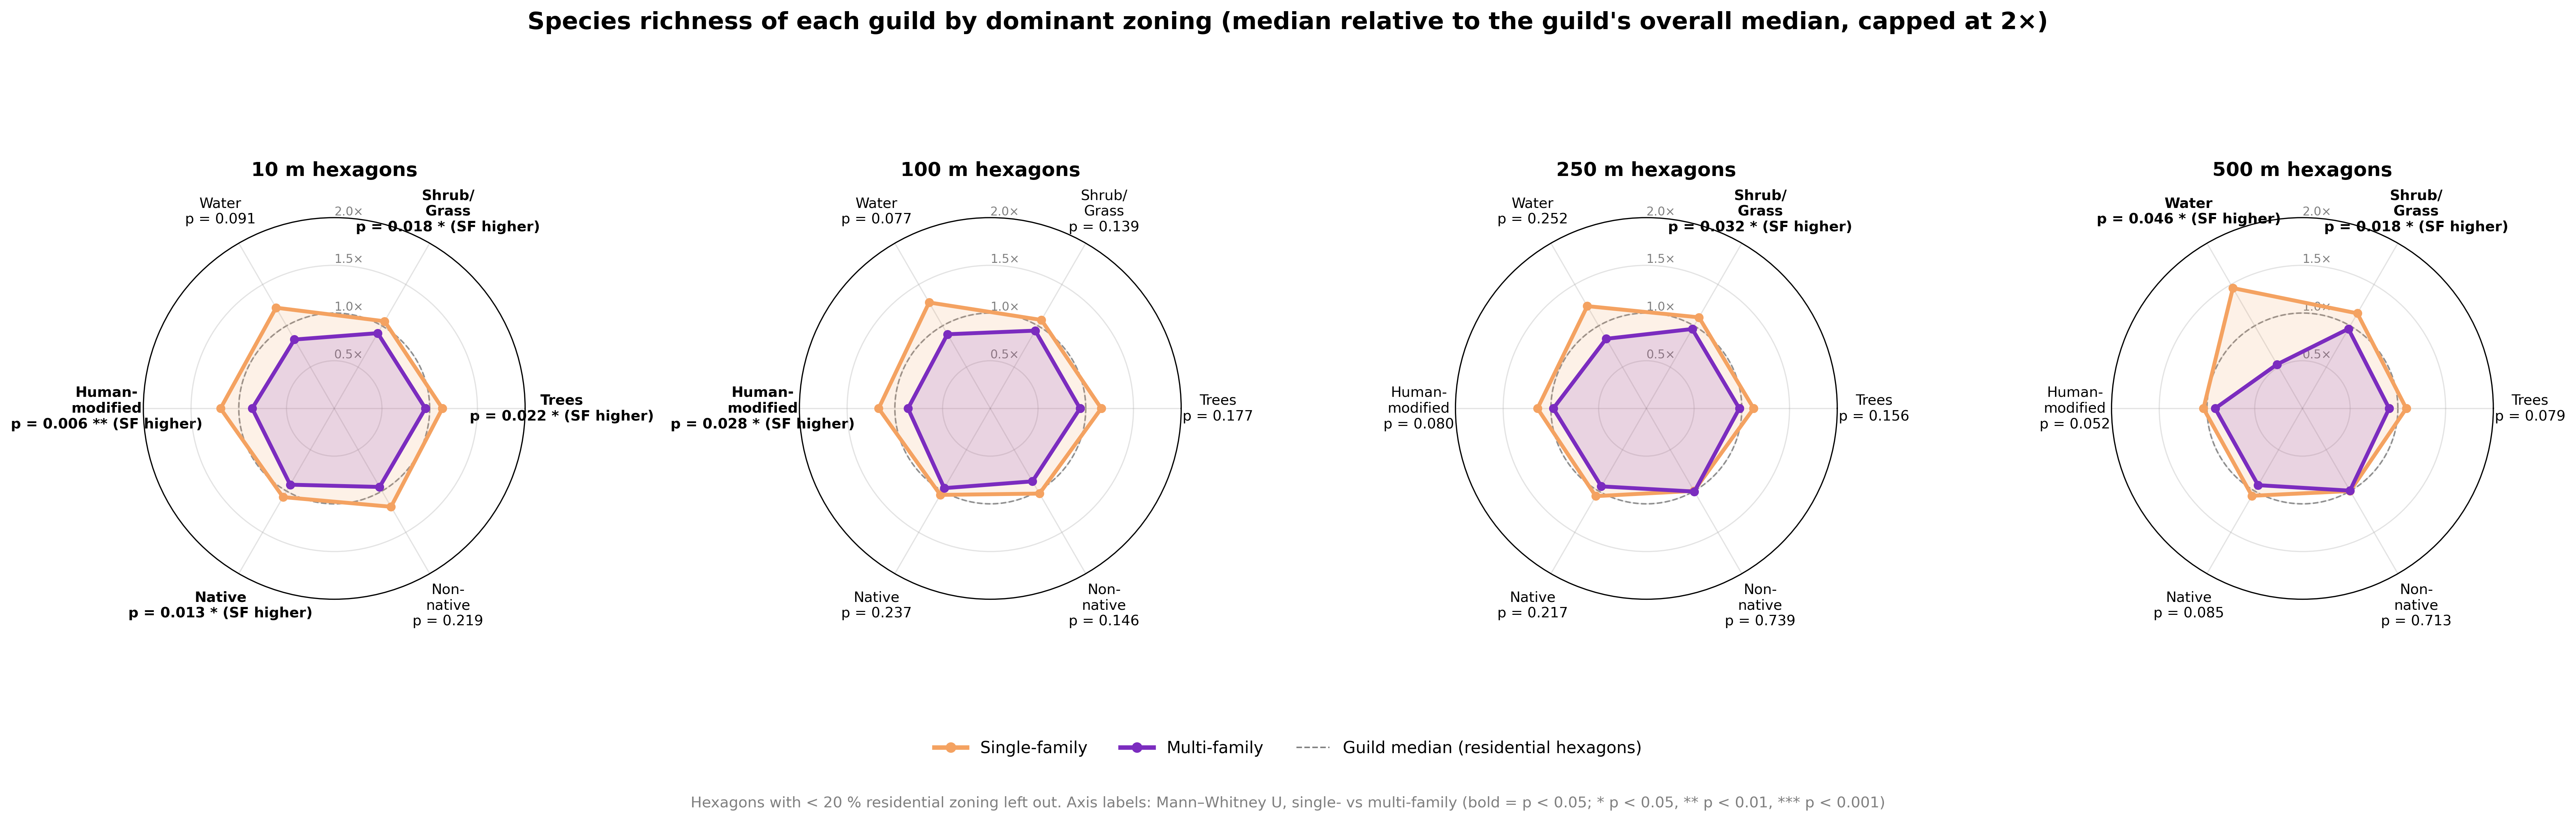 Species richness of each guild by dominant zoning (median relative to the guild's overall median, capped at 2×)
10 m hexagons
Water
p = 0.091
Shrub/
Grass
p = 0.018 * (SF higher)
2.0×
1.5×
1.0×
0.5×
Human-
modified
p = 0.006 ** (SF higher)
Trees
p = 0.022 * (SF higher)
Native
p = 0.013 * (SF higher)
Non-
native
p = 0.219
100 m hexagons
Water
p = 0.077
Shrub/
Grass
p = 0.139
2.0×
1.5×
1.0×
0.5×
Human-
modified
p = 0.028 * (SF higher)
Trees
p = 0.177
Native
p = 0.237
Non-
native
p = 0.146
250 m hexagons
Water
p = 0.252
Shrub/
Grass
p = 0.032 * (SF higher)
2.0×
1.5×
1.0×
0.5×
Human-
modified
p = 0.080
Trees
p = 0.156
Native
p = 0.217
Non-
native
p = 0.739
500 m hexagons
Water
p = 0.046 * (SF higher)
Shrub/
Grass
p = 0.018 * (SF higher)
2.0×
1.5×
1.0×
0.5×
Human-
modified
p = 0.052
Trees
p = 0.079
Native
p = 0.085
Non-
native
p = 0.713
Single-family
Multi-family
Guild median (residential hexagons)
Hexagons with < 20 % residential zoning left out. Axis labels: Mann–Whitney U, single- vs multi-family (bold = p < 0.05; * p < 0.05, ** p < 0.01, *** p < 0.001)